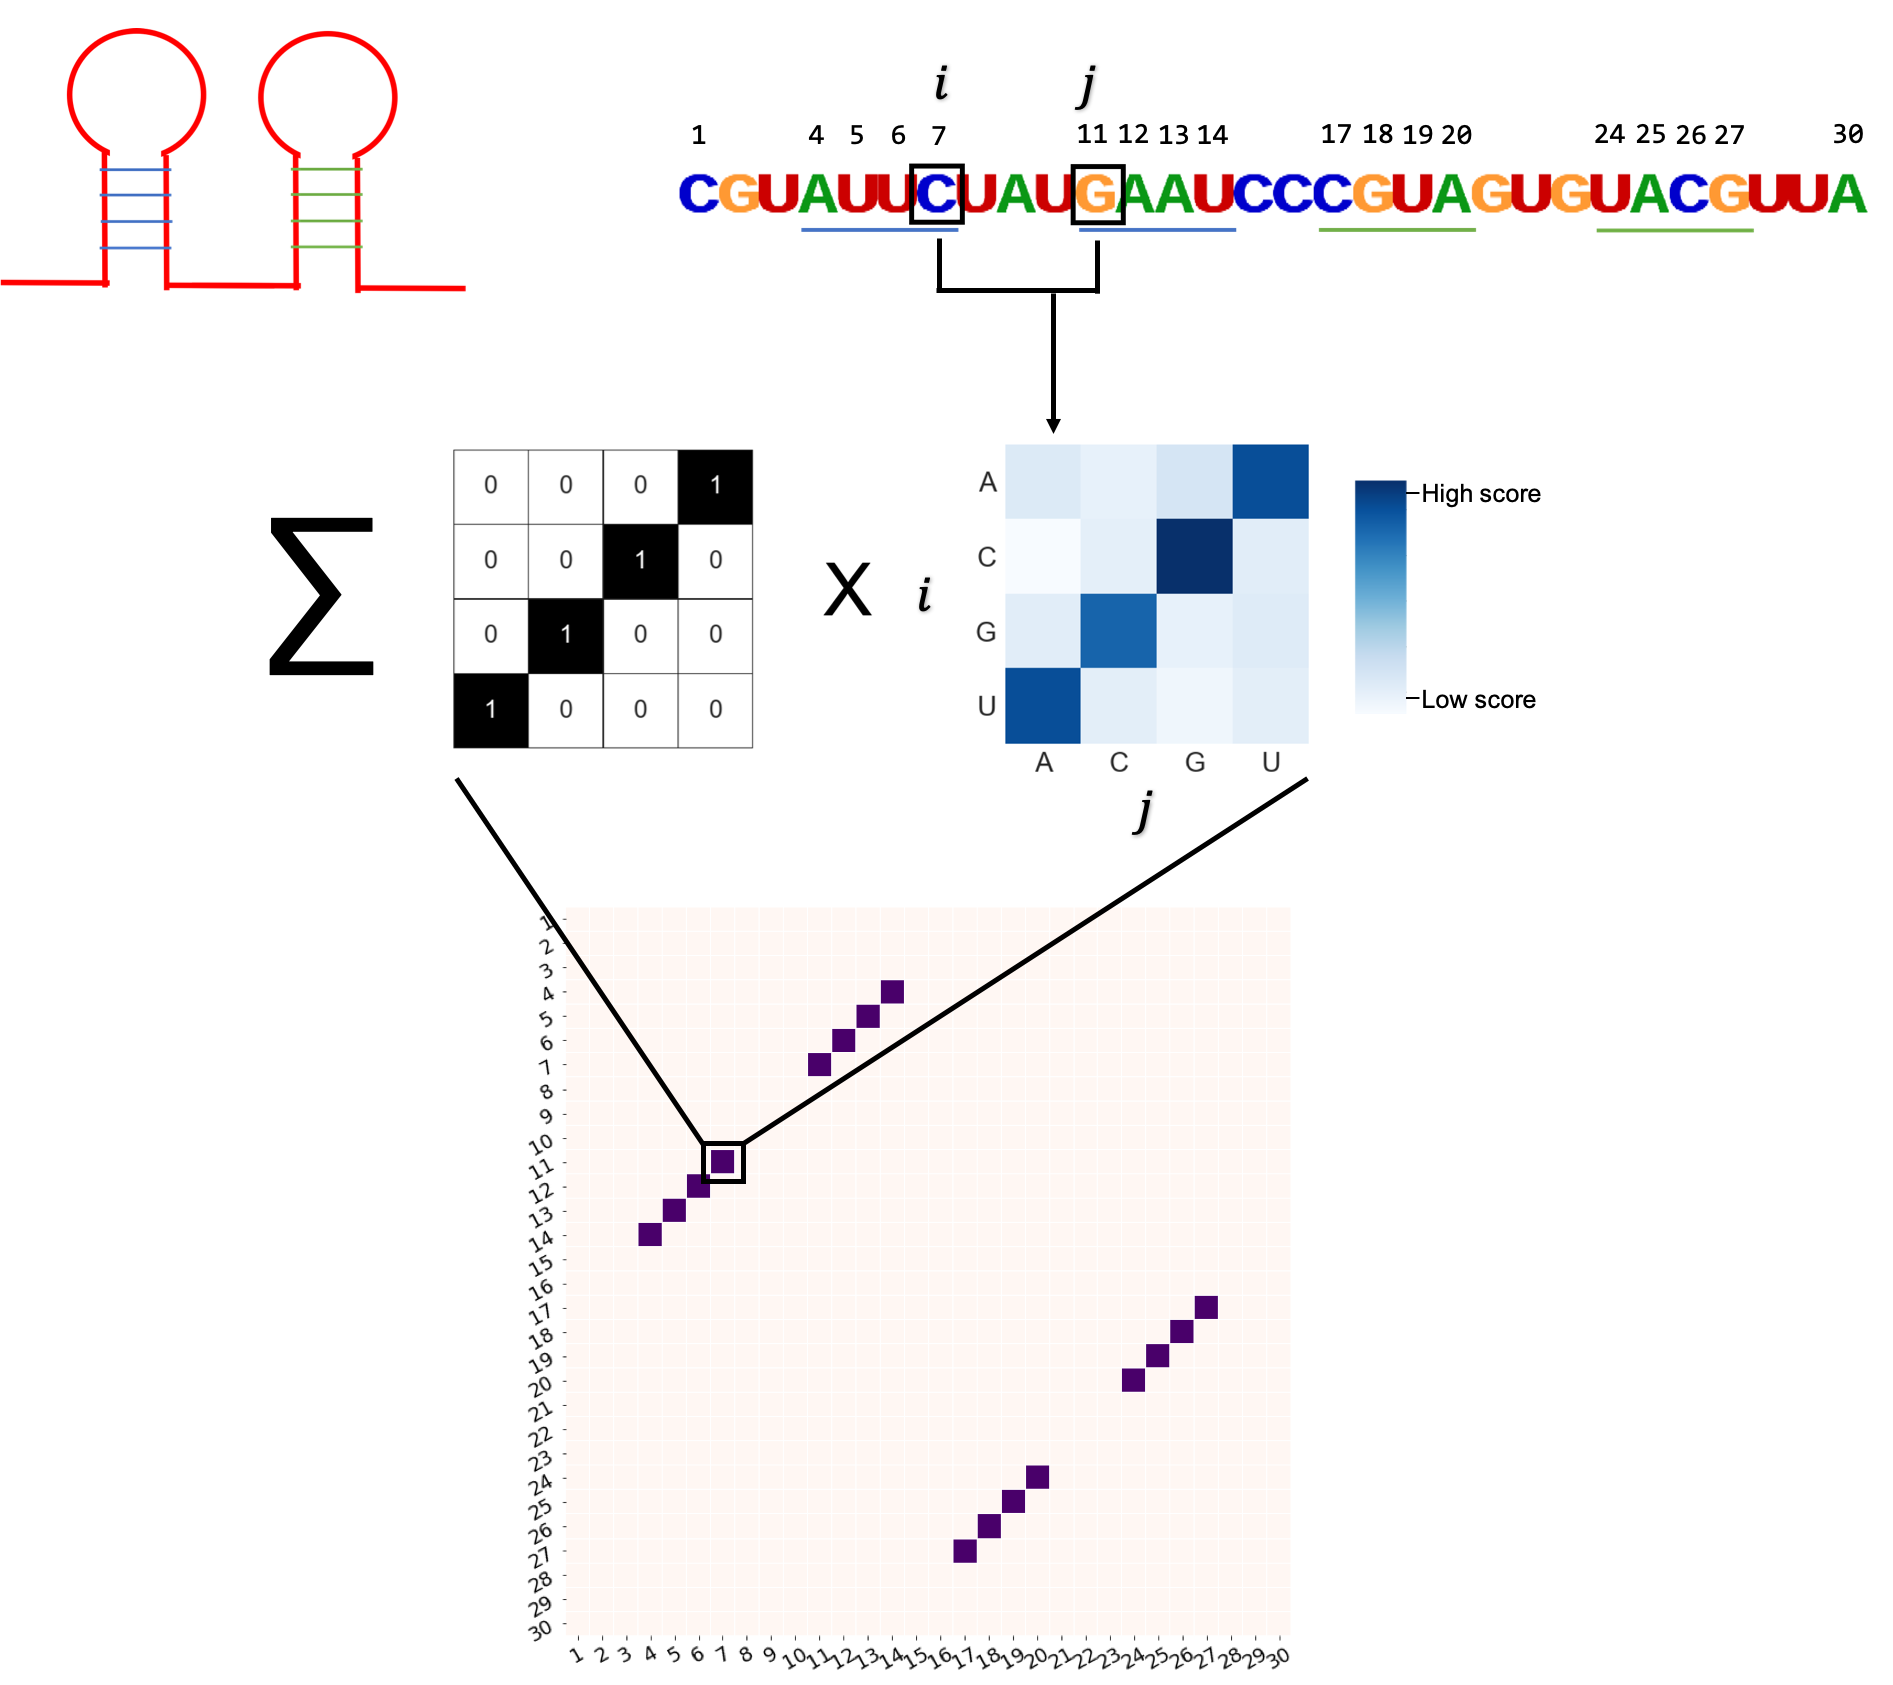 i j
1 4 5 6 7 11 12 13 14 17 18 19 20 24 25 26 27 30
CGUAUUCUAUGAAUCCCGUAGUGUACGUUA
0 0 0 1
0 0 1 0
0 1 0 0
1 0 0 0
∑
X
i
A
C
G
U
A C G U
j
High score
Low score
1
2
3
4
5
6
7
8
9
10
11
12
13
14
15
16
17
18
19
20
21
22
23
24
25
26
27
28
29
30
1 2 3 4 5 6 7 8 9 10 11 12 13 14 15 16 17 18 19 20 21 22 23 24 25 26 27 28 29 30